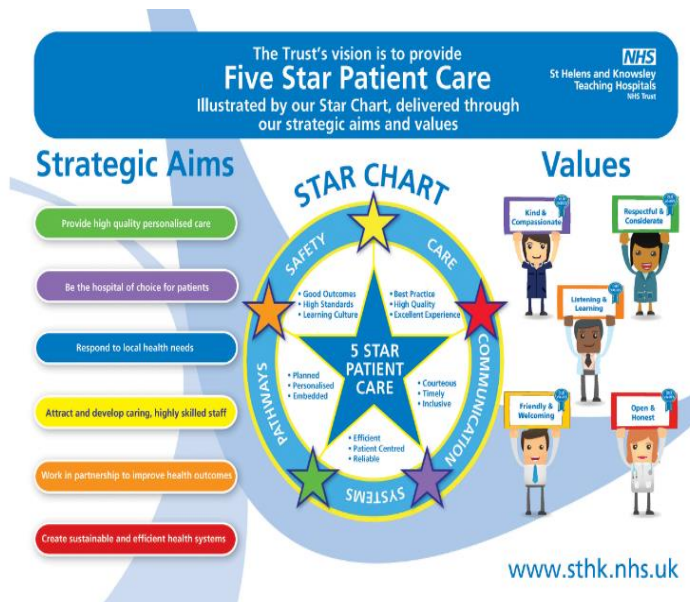 The Trust's vision is to provide
Five Star Patient Care
Illustrated by our Star Chart, delivered through
our strategic aims and values
NHS
St Helens and Knowsley
Teaching Hospitals
NHS Trust
Strategic Aims
Provide high quality personalised care
Be the hospital of choice for patients
Respond to local health needs
Attract and develop caring, highly skilled staff
Work in partnership to improve health outcomes
Create sustainable and efficient health systems
STAR CHART
SAFETY
• Good Outcomes
• High Standards
• Learning Culture
CARE
• Best Practice
• High Quality
• Excellent Experience
5 STAR
PATIENT
CARE
PATHWAYS
• Planned
• Personalised
• Embedded
COMMUNICATION
• Courteous
• Timely
• Inclusive
• Efficient
• Patient Centred
• Reliable
SYSTEMS
Values
Kind &
Compassionate
Respectful &
Considerate
Listening &
Learning
Friendly &
Welcoming
Open &
Honest
www.sthk.nhs.uk